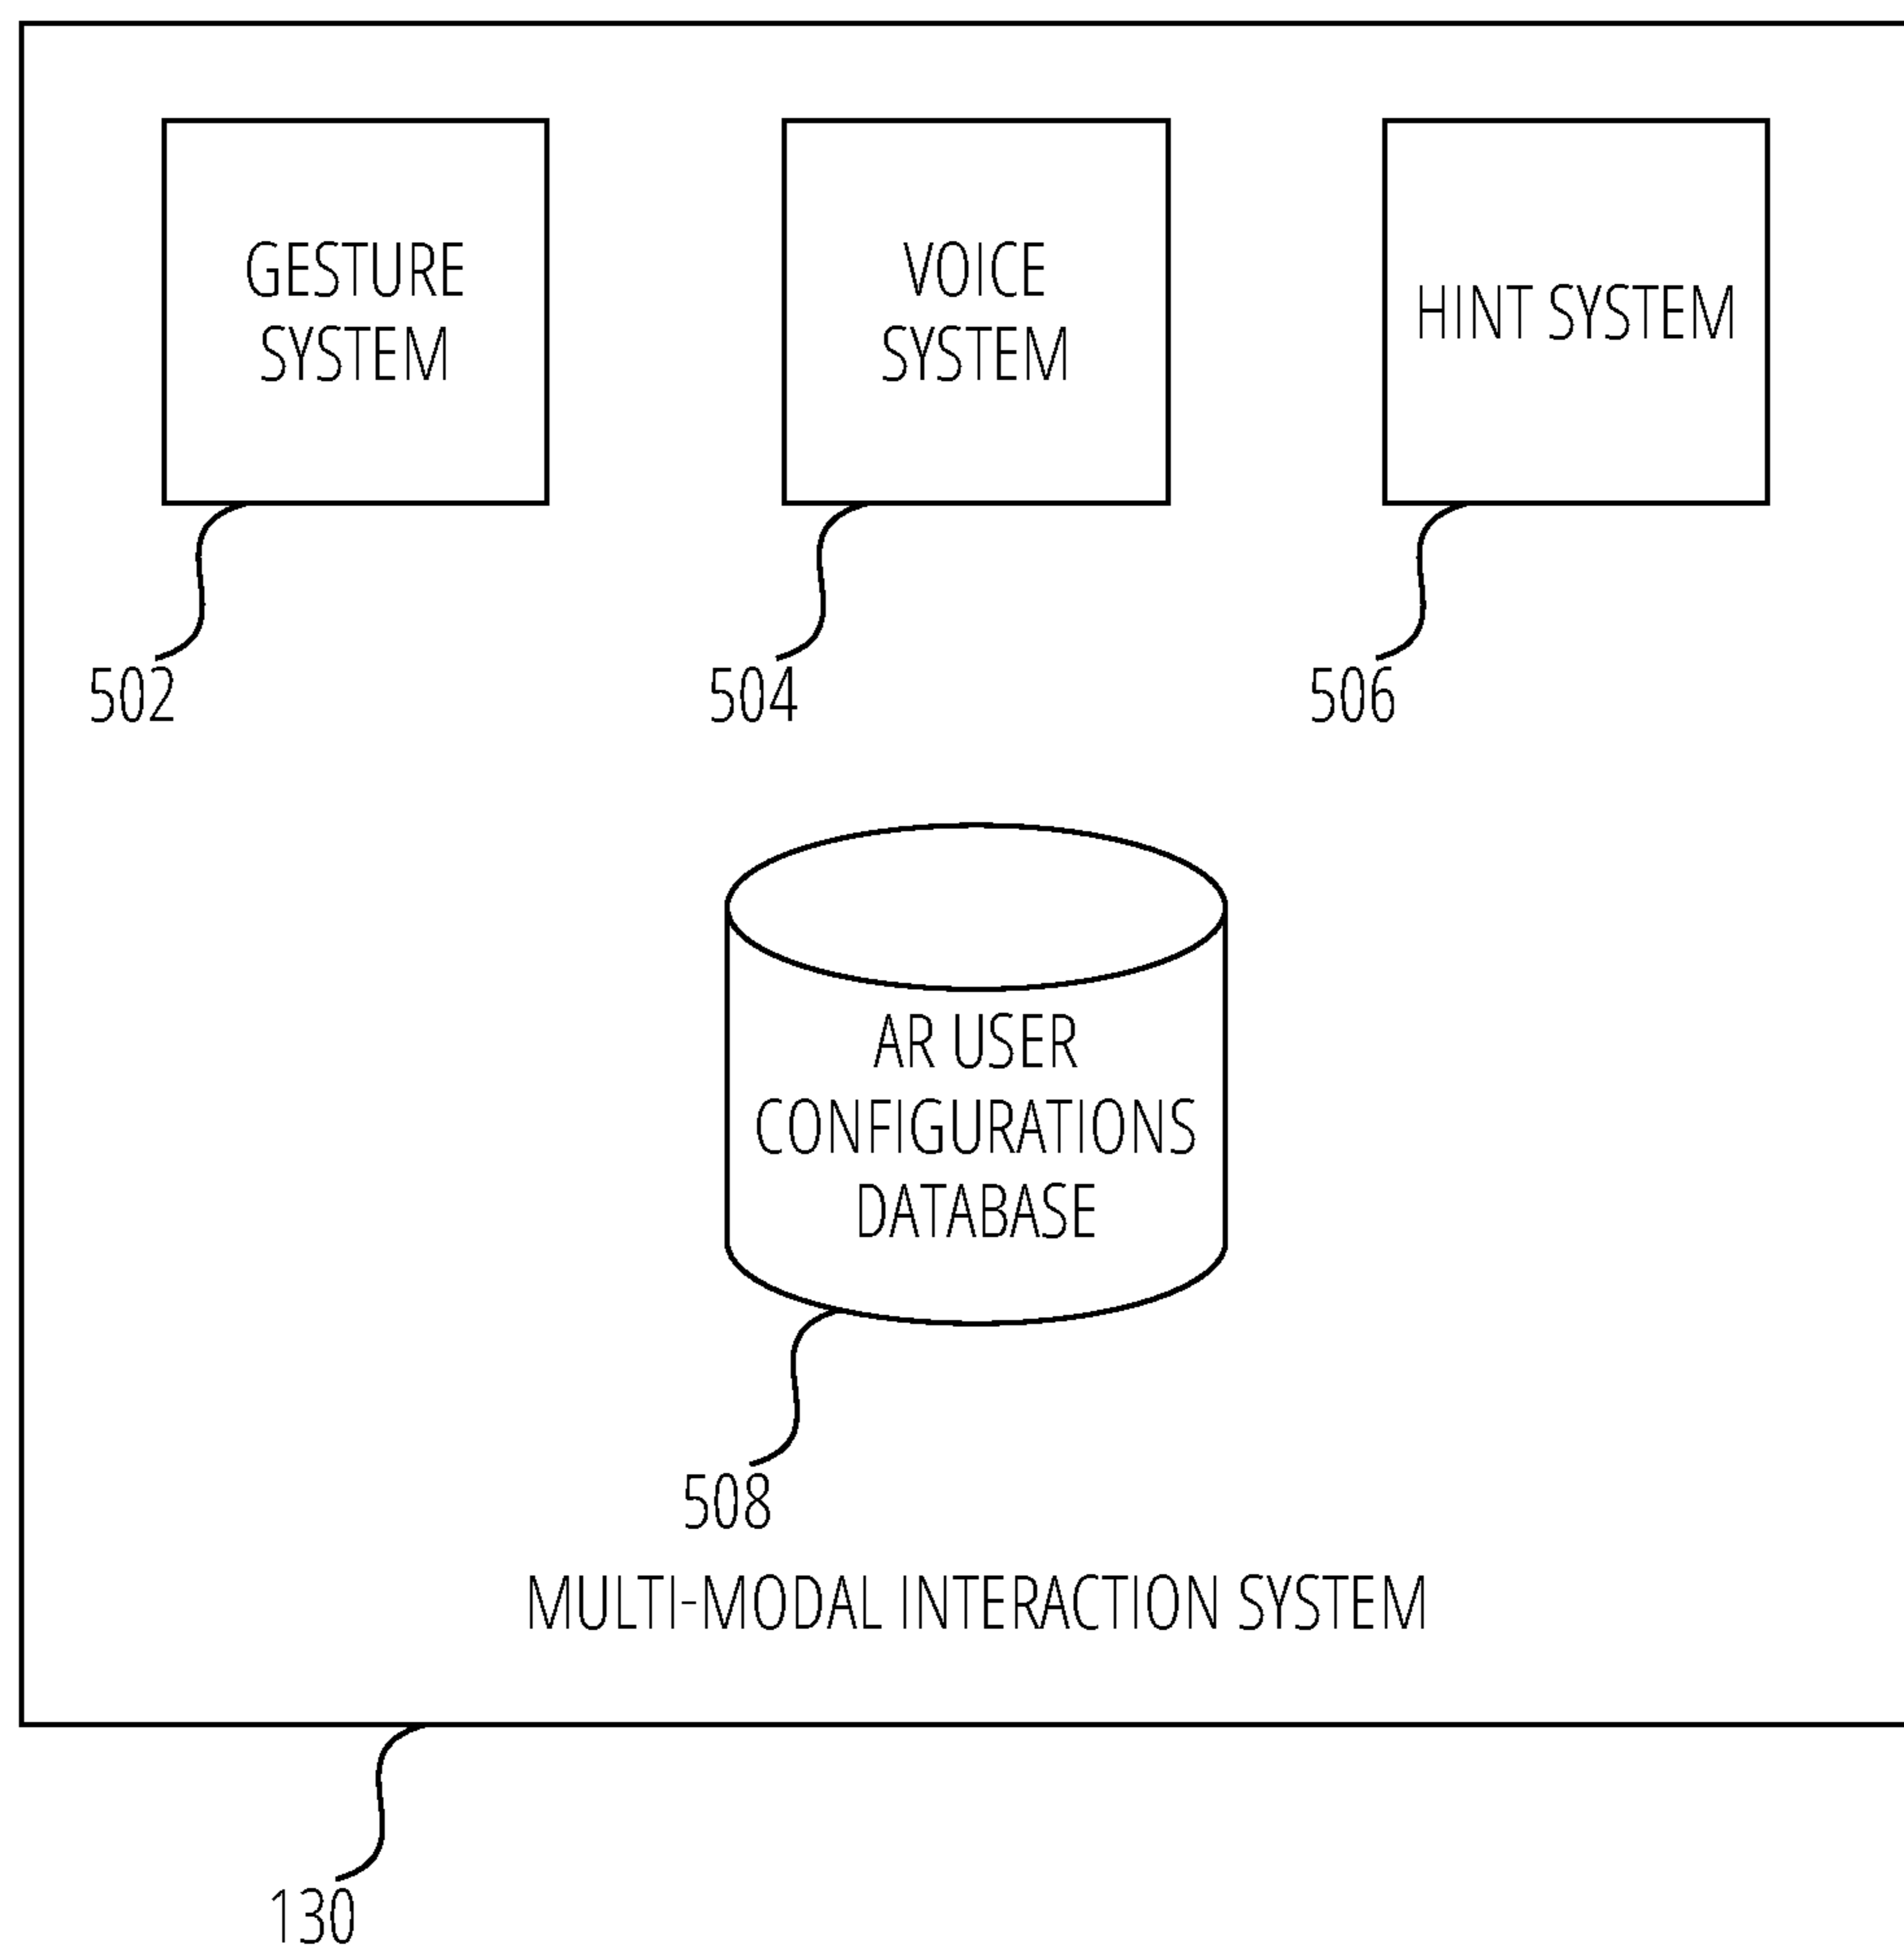 GESTURE
SYSTEM
VOICE
SYSTEM
HINT SYSTEM
502
504
506
AR USER
CONFIGURATIONS
DATABASE
508
MULTI-MODAL INTERACTION SYSTEM
130